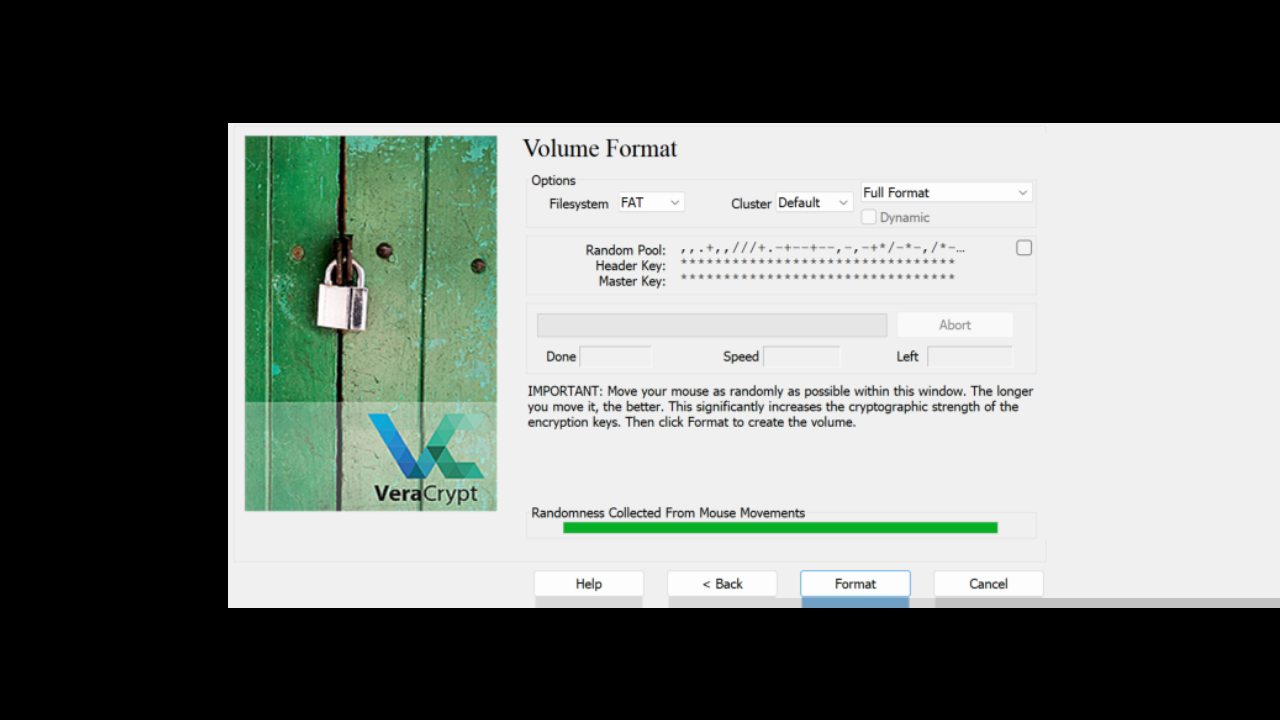 Volume Format
Options
Filesystem FAT Cluster Default Full Format
Dynamic
Random Pool: ,,.+,,///+.-+--+--,-,-+*/-*-,/*-…
Header Key: ********************************
Master Key: ********************************
Abort
Done Speed Left
IMPORTANT: Move your mouse as randomly as possible within this window. The longer
you move it, the better. This significantly increases the cryptographic strength of the
encryption keys. Then click Format to create the volume.
VeraCrypt
Randomness Collected From Mouse Movements
Help < Back Format Cancel